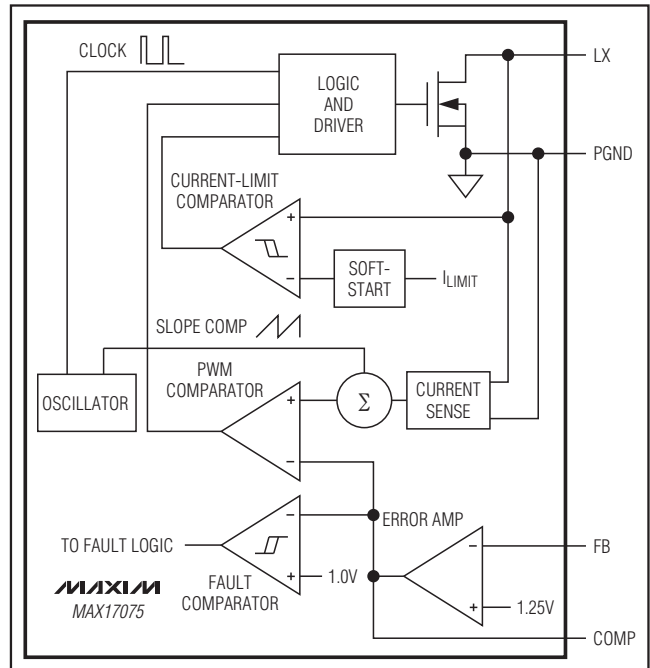 CLOCK
LOGIC
AND
DRIVER
LX
PGND
CURRENT-LIMIT
COMPARATOR
+
−
SOFT-
START
ILIMIT
SLOPE COMP
OSCILLATOR
PWM
COMPARATOR
+
−
Σ
CURRENT
SENSE
TO FAULT LOGIC
−
+
1.0V
FAULT
COMPARATOR
ERROR AMP
−
+
1.25V
FB
COMP
MAXIM
MAX17075